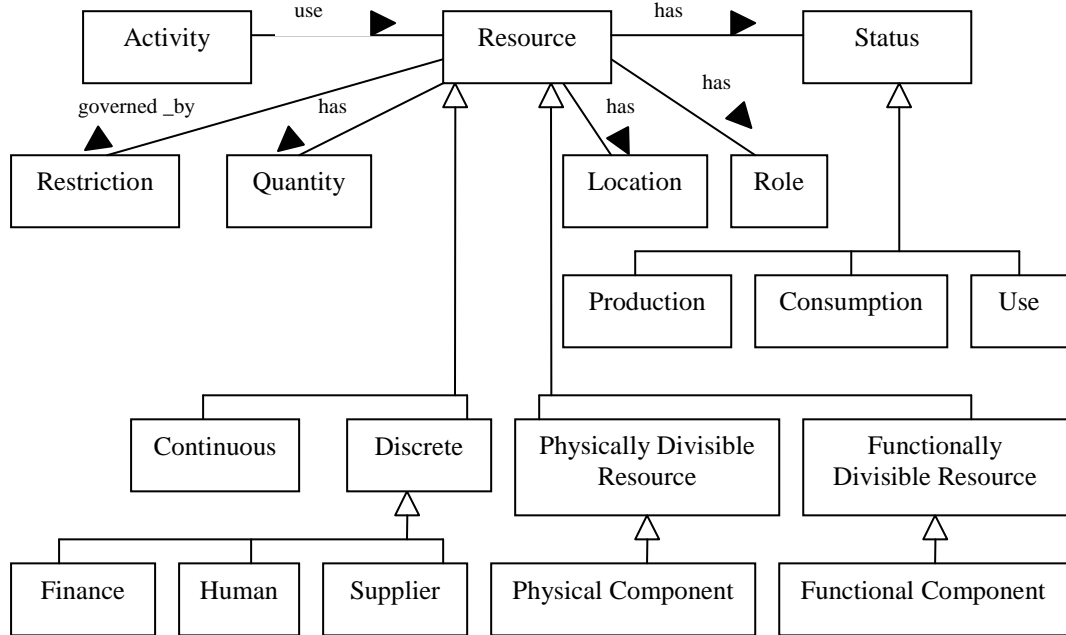 use
has
Activity
Resource
Status
governed _by
has
has
has
Restriction
Quantity
Location
Role
Production
Consumption
Use
Continuous
Discrete
Physically Divisible
Resource
Functionally
Divisible Resource
Finance
Human
Supplier
Physical Component
Functional Component